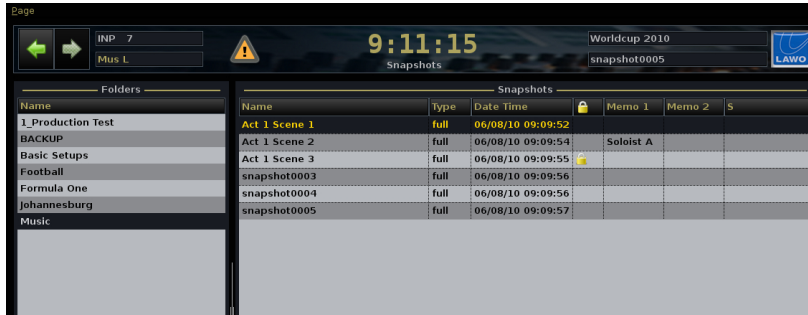 Page
INP 7
Mus L
9:11:15
Snapshots
Worldcup 2010
snapshot0005
LAWO
Folders
Name
1_Production Test
BACKUP
Basic Setups
Football
Formula One
Johannesburg
Music
Snapshots
Name Type Date Time Memo 1 Memo 2 S
Act 1 Scene 1 full 06/08/10 09:09:52
Act 1 Scene 2 full 06/08/10 09:09:54 Soloist A
Act 1 Scene 3 full 06/08/10 09:09:55
snapshot0003 full 06/08/10 09:09:56
snapshot0004 full 06/08/10 09:09:56
snapshot0005 full 06/08/10 09:09:57